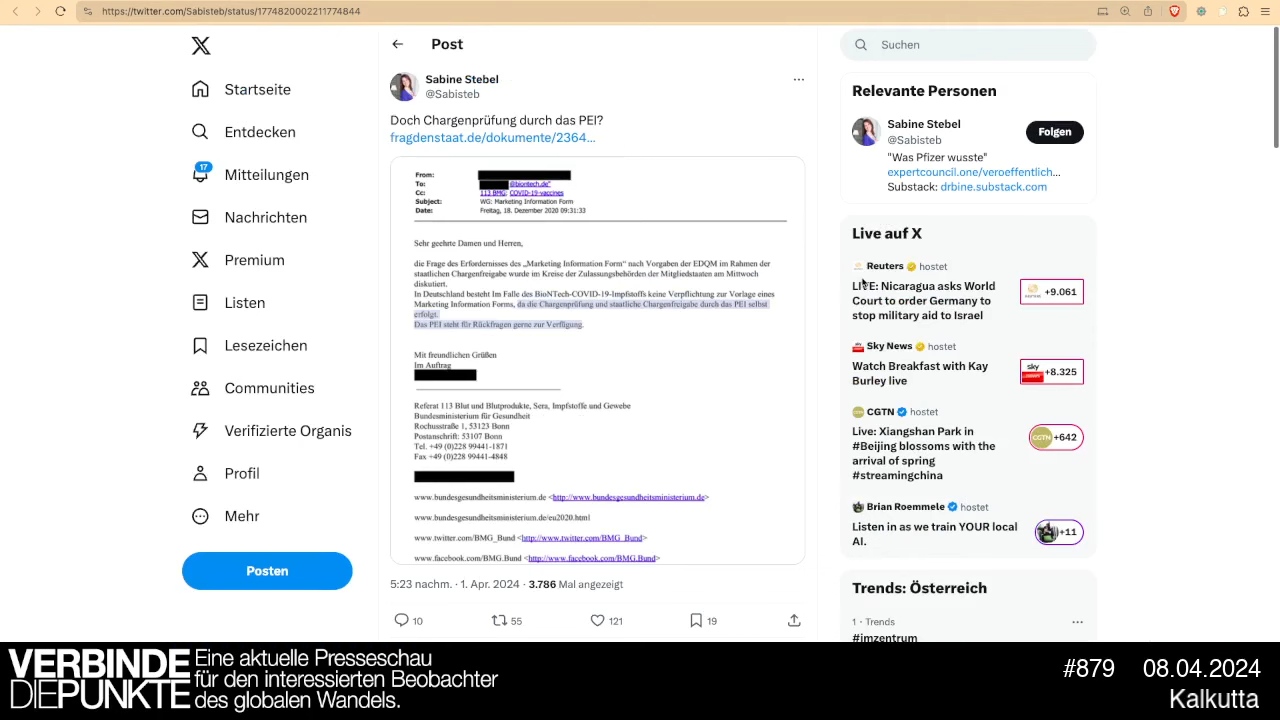 https://twitter.com/Sabisteb/status/1774820022179774844
Startseite
Entdecken
17
Mitteilungen
Nachrichten
Premium
Listen
Lesezeichen
Communities
Verifizierte Organis
Profil
Mehr
Posten
Post
Sabine Stebel
@Sabisteb
Doch Chargenprüfung durch das PEI?
fragdenstaat.de/dokumente/2364…
From:
To: @biontech.de"
Cc: 113 BMG; COVID-19-vaccines
Subject: WG: Marketing Information Form
Date: Freitag, 18. Dezember 2020 09:31:33
Sehr geehrte Damen und Herren,
die Frage des Erfordernisses des „Marketing Information Form" nach Vorgaben der EDQM im Rahmen der
staatlichen Chargenfreigabe wurde im Kreise der Zulassungsbehörden der Mitgliedstaaten am Mittwoch
diskutiert.
In Deutschland besteht im Falle des BioNTech-COVID-19-Impfstoffs keine Verpflichtung zur Vorlage eines
Marketing Information Forms, da die Chargenprüfung und staatliche Chargenfreigabe durch das PEI selbst
erfolgt.
Das PEI steht für Rückfragen gerne zur Verfügung.
Mit freundlichen Grüßen
Im Auftrag
Referat 113 Blut und Blutprodukte, Sera, Impfstoffe und Gewebe
Bundesministerium für Gesundheit
Rochusstraße 1, 53123 Bonn
Postanschrift: 53107 Bonn
Tel. +49 (0)228 99441-1871
Fax +49 (0)228 99441-4848
www.bundesgesundheitsministerium.de <http://www.bundesgesundheitsministerium.de>
www.bundesgesundheitsministerium.de/eu2020.html
www.twitter.com/BMG_Bund <http://www.twitter.com/BMG_Bund>
www.facebook.com/BMG.Bund <http://www.facebook.com/BMG.Bund>
5:23 nachm. · 1. Apr. 2024 · 3.786 Mal angezeigt
10 55 121 19
Suchen
Relevante Personen
Sabine Stebel
@Sabisteb
Folgen
"Was Pfizer wusste"
expertcouncil.one/veroeffentlich…
Substack: drbine.substack.com
Live auf X
Reuters hostet
LIVE: Nicaragua asks World
Court to order Germany to
stop military aid to Israel
+9.061
Sky News hostet
Watch Breakfast with Kay
Burley live
sky
+8.325
CGTN hostet
Live: Xiangshan Park in
#Beijing blossoms with the
arrival of spring
#streamingchina
CGTN
+642
Brian Roemmele hostet
Listen in as we train YOUR local
AI.
+11
Trends: Österreich
1 · Trends
#imzentrum
VERBINDE
DIEPUNKTE
Eine aktuelle Presseschau
für den interessierten Beobachter
des globalen Wandels.
#879 08.04.2024
Kalkutta